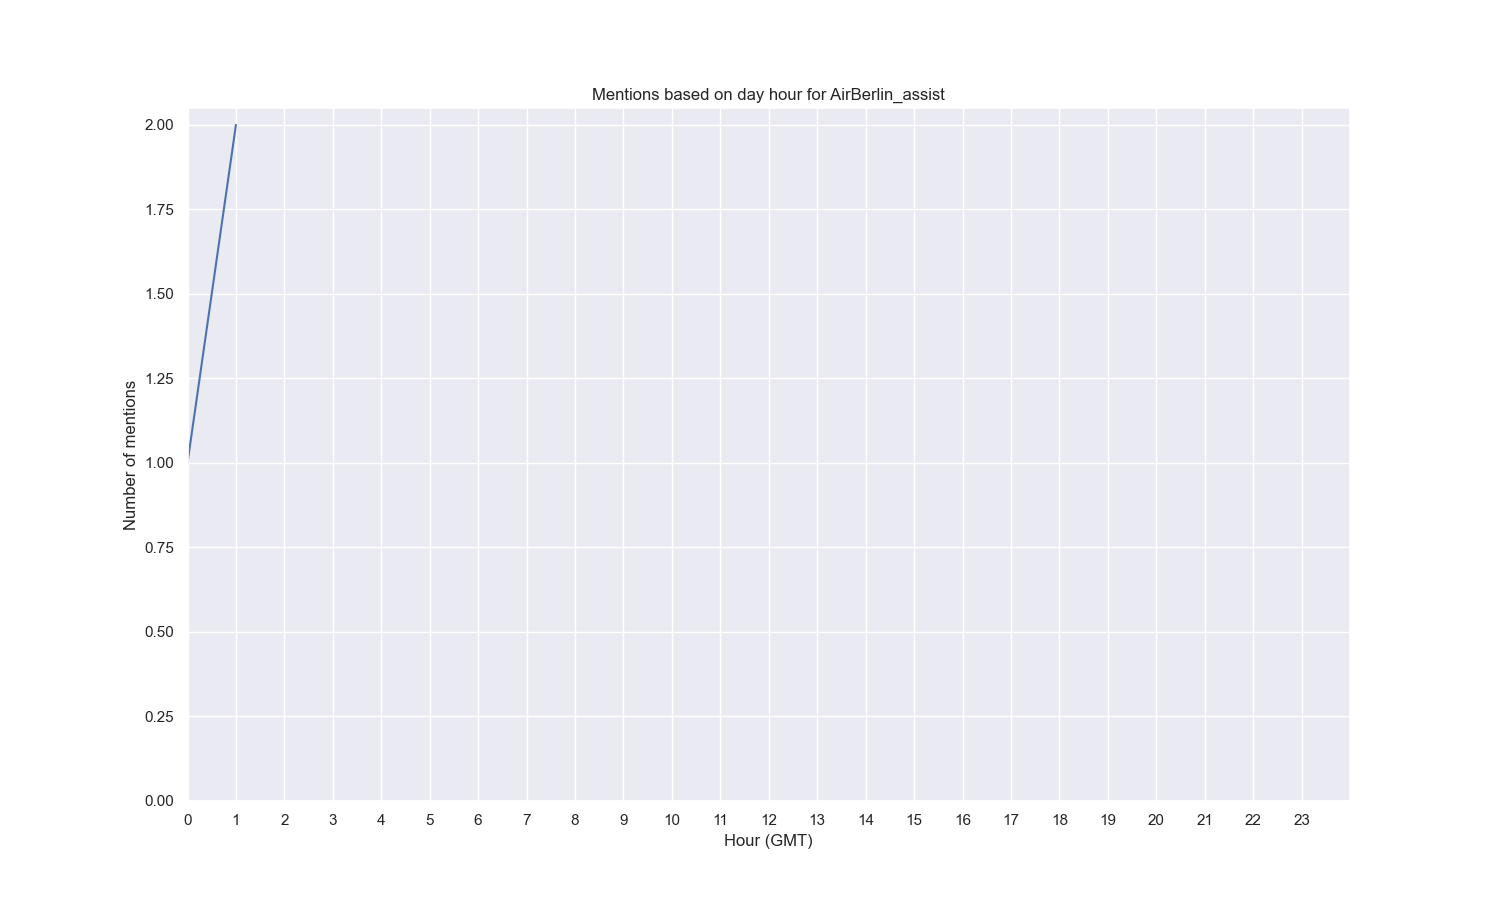 Mentions based on day hour for AirBerlin_assist
2.00
1.75
1.50
1.25
1.00
0.75
0.50
0.25
0.00
Number of mentions
0 1 2 3 4 5 6 7 8 9 10 11 12 13 14 15 16 17 18 19 20 21 22 23
Hour (GMT)